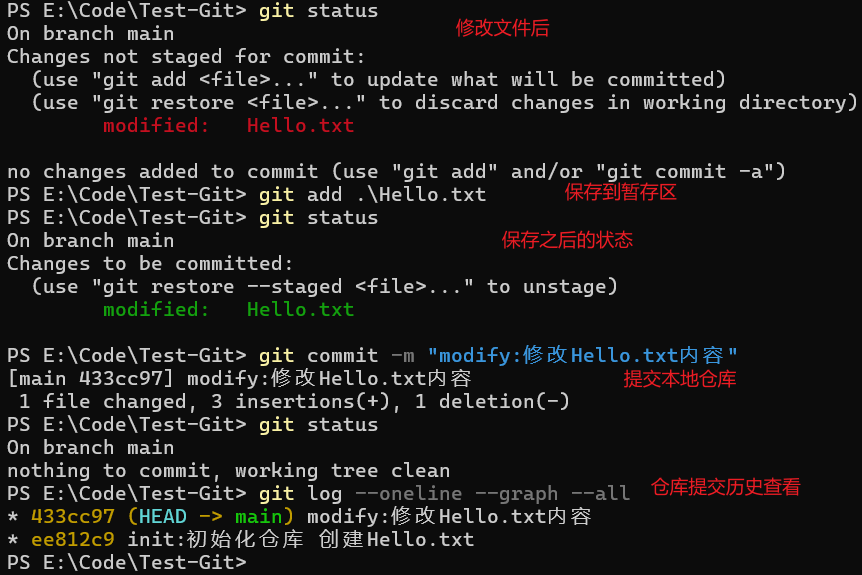 PS E:\Code\Test-Git> git status
修改文件后
On branch main
Changes not staged for commit:
  (use "git add <file>..." to update what will be committed)
  (use "git restore <file>..." to discard changes in working directory)
        modified:   Hello.txt
no changes added to commit (use "git add" and/or "git commit -a")
PS E:\Code\Test-Git> git add .\Hello.txt
保存到暂存区
PS E:\Code\Test-Git> git status
On branch main
保存之后的状态
Changes to be committed:
  (use "git restore --staged <file>..." to unstage)
        modified:   Hello.txt
PS E:\Code\Test-Git> git commit -m "modify:修改Hello.txt内容"
[main 433cc97] modify:修改Hello.txt内容
提交本地仓库
 1 file changed, 3 insertions(+), 1 deletion(-)
PS E:\Code\Test-Git> git status
On branch main
nothing to commit, working tree clean
PS E:\Code\Test-Git> git log --oneline --graph --all
仓库提交历史查看
* 433cc97 (HEAD -> main) modify:修改Hello.txt内容
* ee812c9 init:初始化仓库 创建Hello.txt
PS E:\Code\Test-Git>